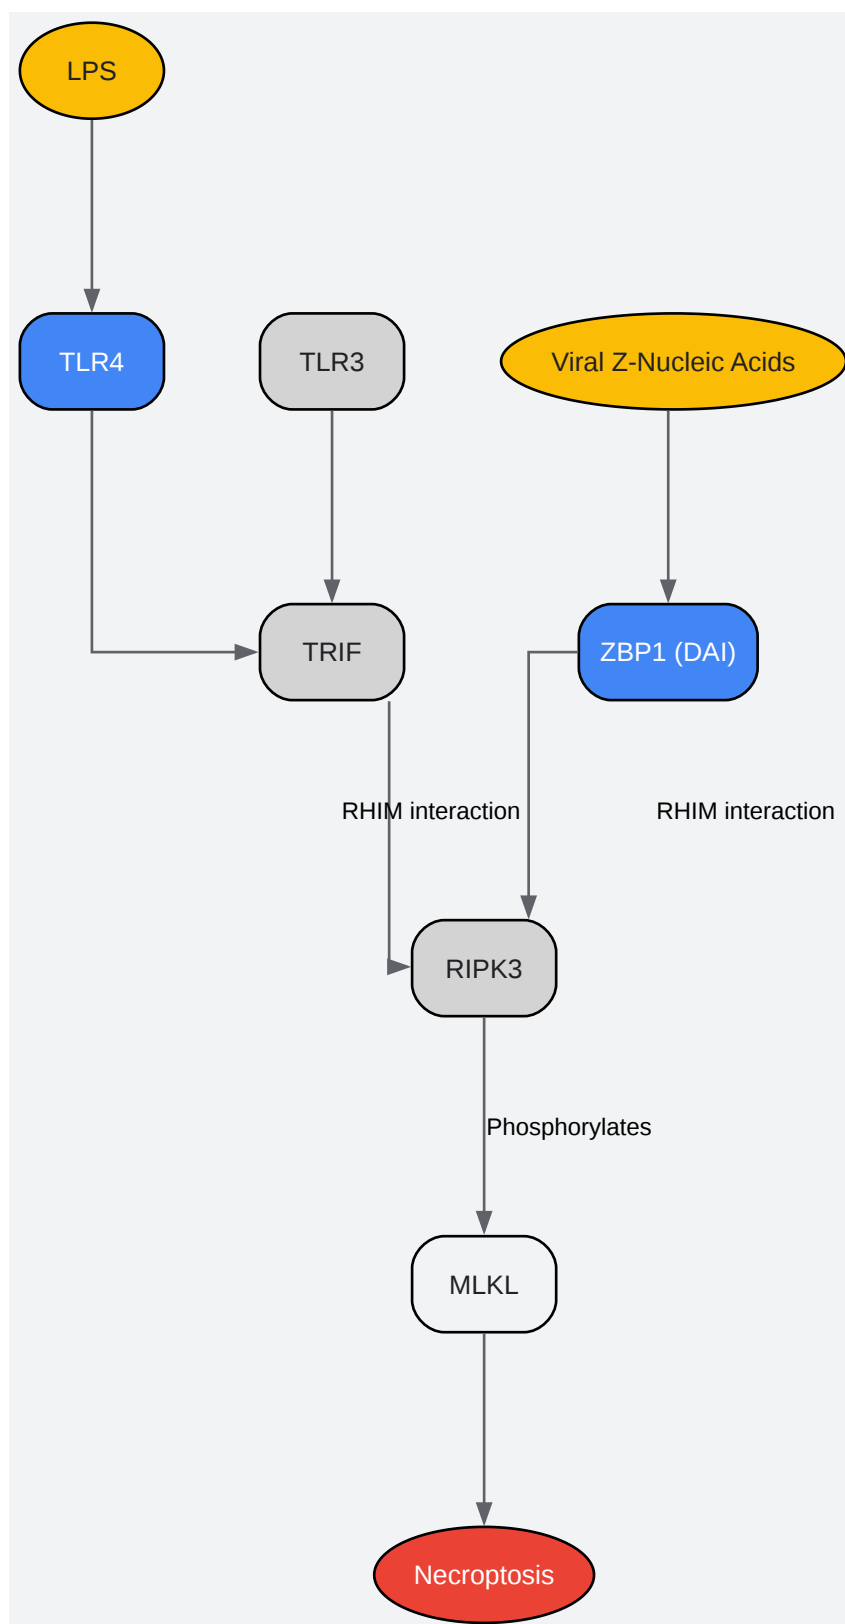 LPS
TLR4
TLR3
Viral Z-Nucleic Acids
TRIF
ZBP1 (DAI)
RHIM interaction
RHIM interaction
RIPK3
Phosphorylates
MLKL
Necroptosis